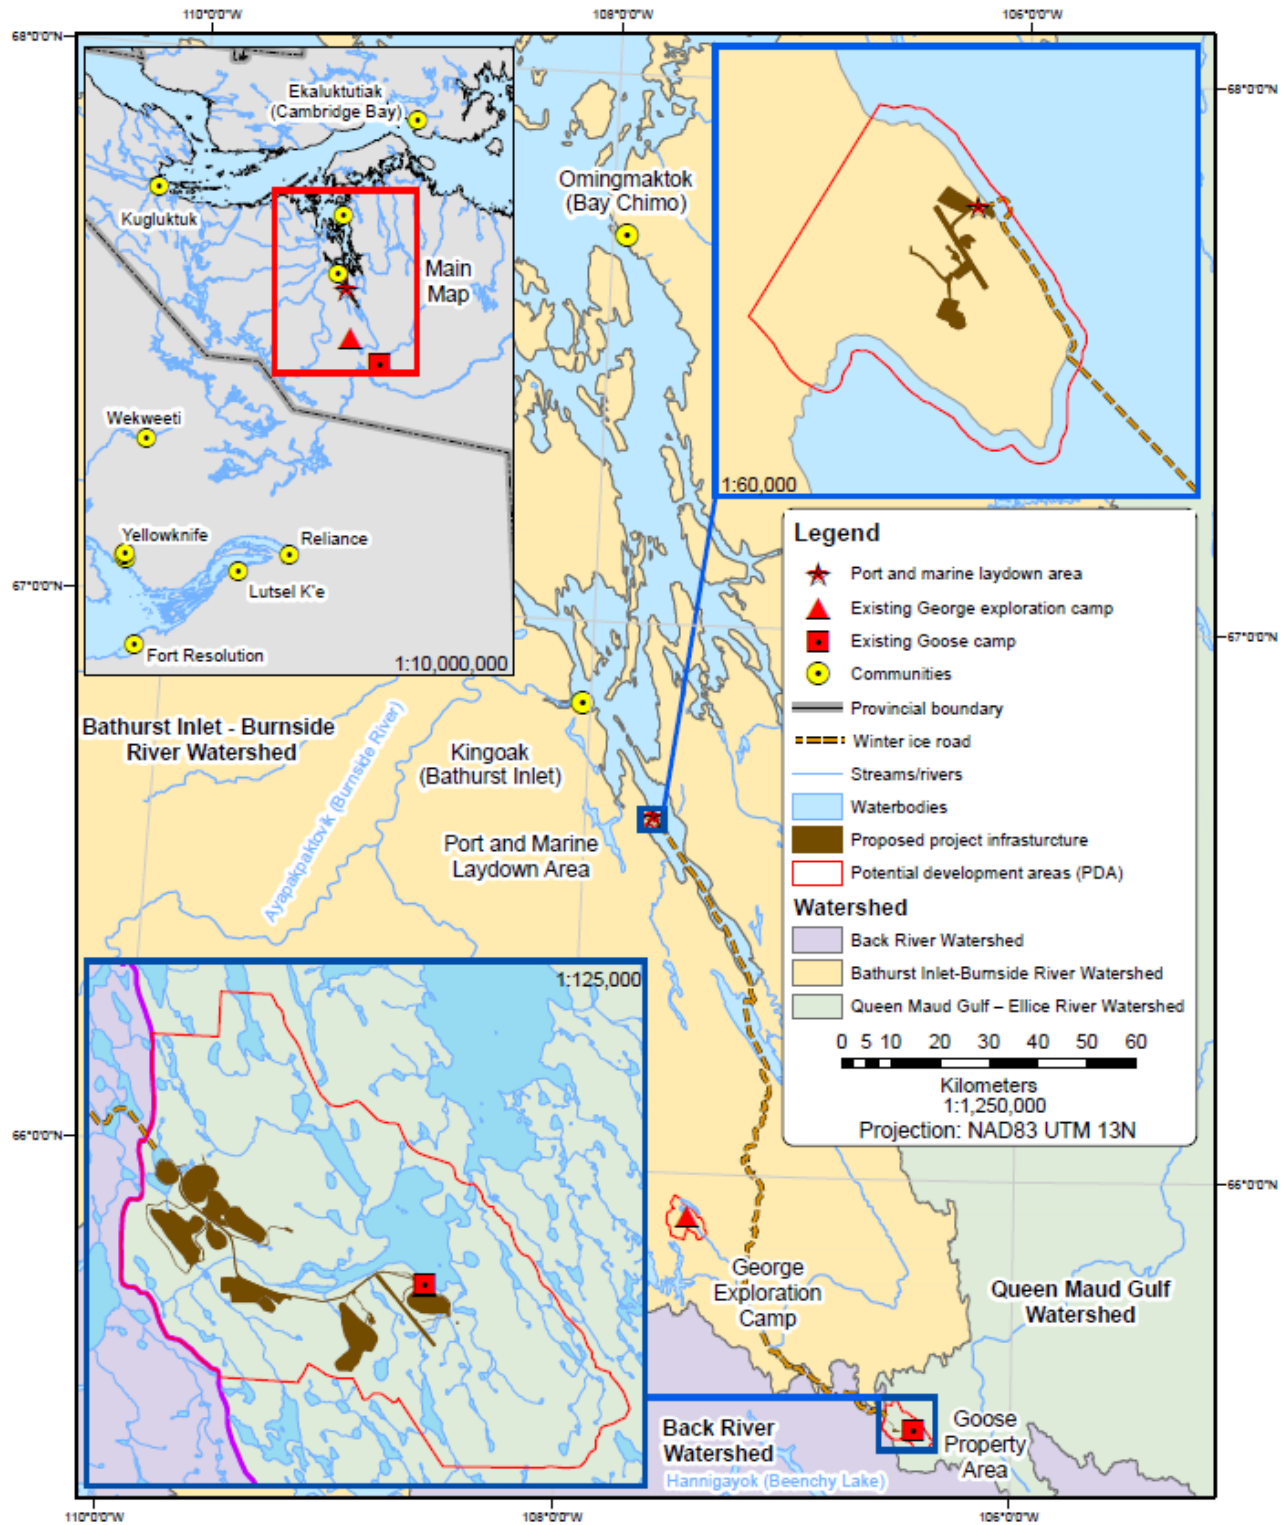 110°0'0"W
108°0'0"W
106°0'0"W
68°0'0"N
68°0'0"N
Ekaluktutiak
(Cambridge Bay)
Kugluktuk
Main
Map
Wekweeti
Yellowknife
Reliance
Lutsel K'e
Fort Resolution
1:10,000,000
Omingmaktok
(Bay Chimo)
1:60,000
67°0'0"N
67°0'0"N
Bathurst Inlet - Burnside
River Watershed
Ayapakpaktovik (Burnside River)
Kingoak
(Bathurst Inlet)
Port and Marine
Laydown Area
Legend
Port and marine laydown area
Existing George exploration camp
Existing Goose camp
Communities
Provincial boundary
Winter ice road
Streams/rivers
Waterbodies
Proposed project infrasturcture
Potential development areas (PDA)
Watershed
Back River Watershed
Bathurst Inlet-Burnside River Watershed
Queen Maud Gulf – Ellice River Watershed
0 5 10 20 30 40 50 60
Kilometers
1:1,250,000
Projection: NAD83 UTM 13N
1:125,000
66°0'0"N
66°0'0"N
George
Exploration
Camp
Queen Maud Gulf
Watershed
Back River
Watershed
Hannigayok (Beenchy Lake)
Goose
Property
Area
110°0'0"W
108°0'0"W
106°0'0"W